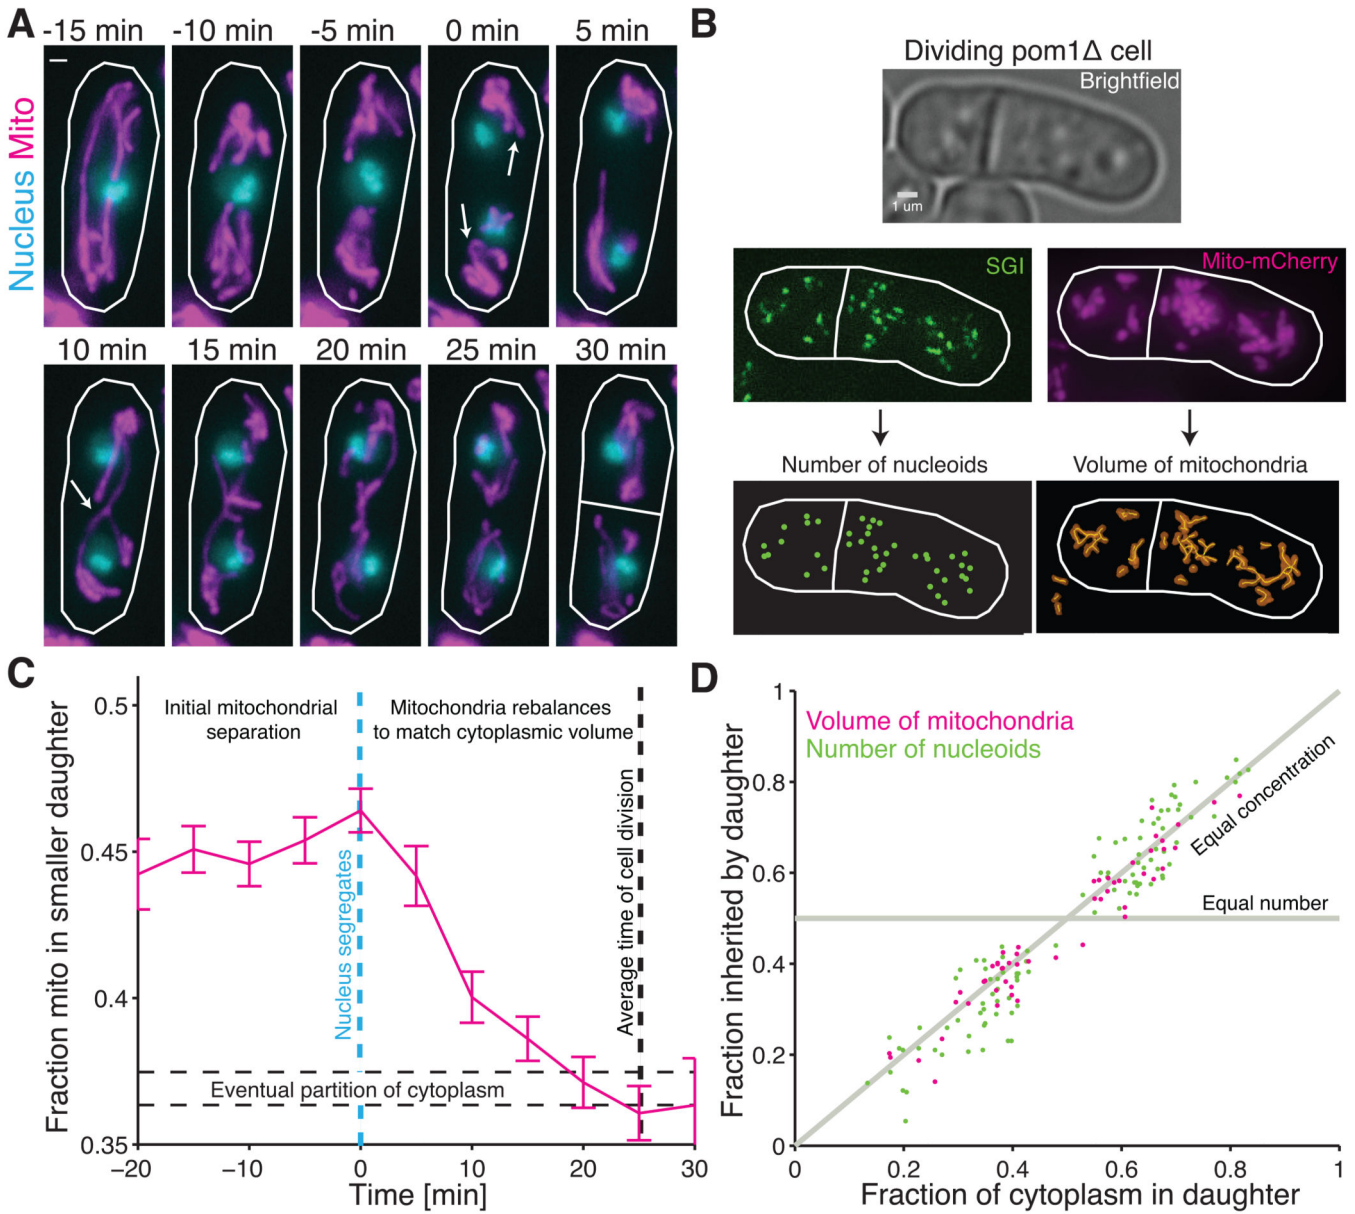 A
-15 min
-10 min
-5 min
0 min
5 min
Nucleus Mito
10 min
15 min
20 min
25 min
30 min
B
Dividing pom1Δ cell
Brightfield
1 um
SGI
Mito-mCherry
Number of nucleoids
Volume of mitochondria
C
Fraction mito in smaller daughter
0.5
0.45
0.4
0.35
Initial mitochondrial
separation
Mitochondria rebalances
to match cytoplasmic volume
Nucleus segregates
Average time of cell division
Eventual partition of cytoplasm
−20
−10
0
10
20
30
Time [min]
D
Fraction inherited by daughter
1
0.8
0.6
0.4
0.2
0
Volume of mitochondria
Number of nucleoids
Equal concentration
Equal number
0
0.2
0.4
0.6
0.8
1
Fraction of cytoplasm in daughter